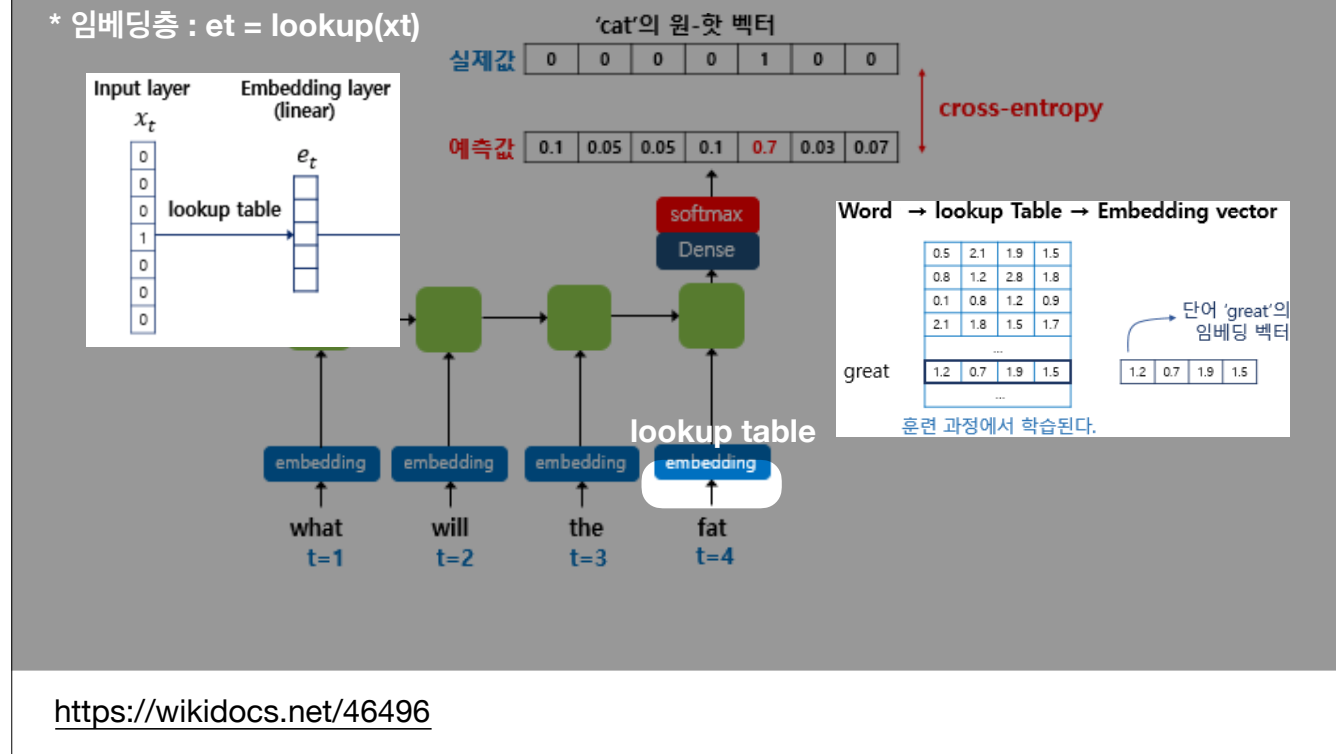 * 임베딩층 : et = lookup(xt)
'cat'의 원-핫 벡터
실제값 0 0 0 0 1 0 0
cross-entropy
예측값 0.1 0.05 0.05 0.1 0.7 0.03 0.07
Input layer Embedding layer
(linear)
xt
et
0
0
0
lookup table
1
0
0
0
softmax
Dense
Word → lookup Table → Embedding vector
0.5 2.1 1.9 1.5
0.8 1.2 2.8 1.8
0.1 0.8 1.2 0.9
2.1 1.8 1.5 1.7
...
great 1.2 0.7 1.9 1.5
...
훈련 과정에서 학습된다.
단어 'great'의
임베딩 벡터
1.2 0.7 1.9 1.5
lookup table
embedding embedding embedding embedding
what will the fat
t=1 t=2 t=3 t=4
https://wikidocs.net/46496